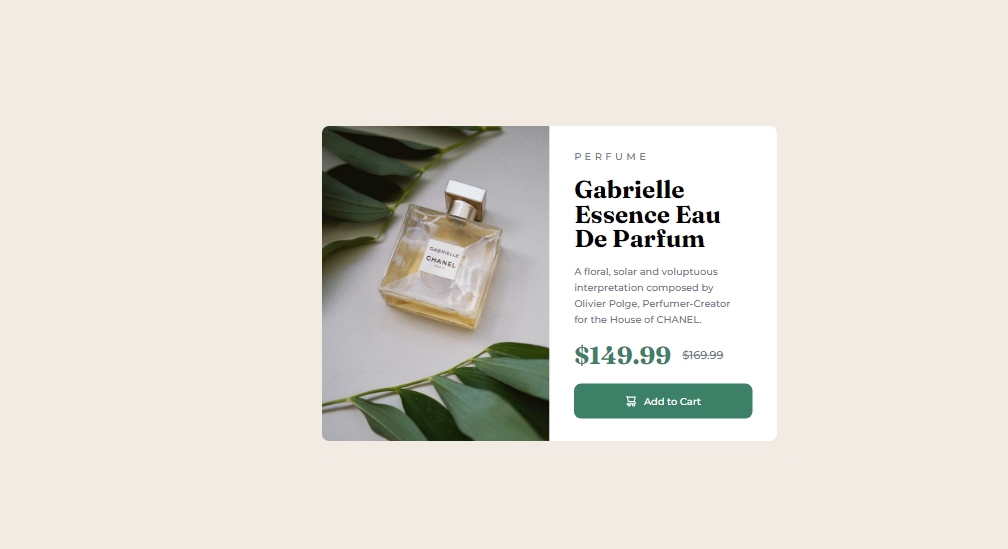 GABRIELLE
CHANEL
PARIS
PERFUME
Gabrielle
Essence Eau
De Parfum
A floral, solar and voluptuous
interpretation composed by
Olivier Polge, Perfumer-Creator
for the House of CHANEL.
$149.99 $169.99
Add to Cart